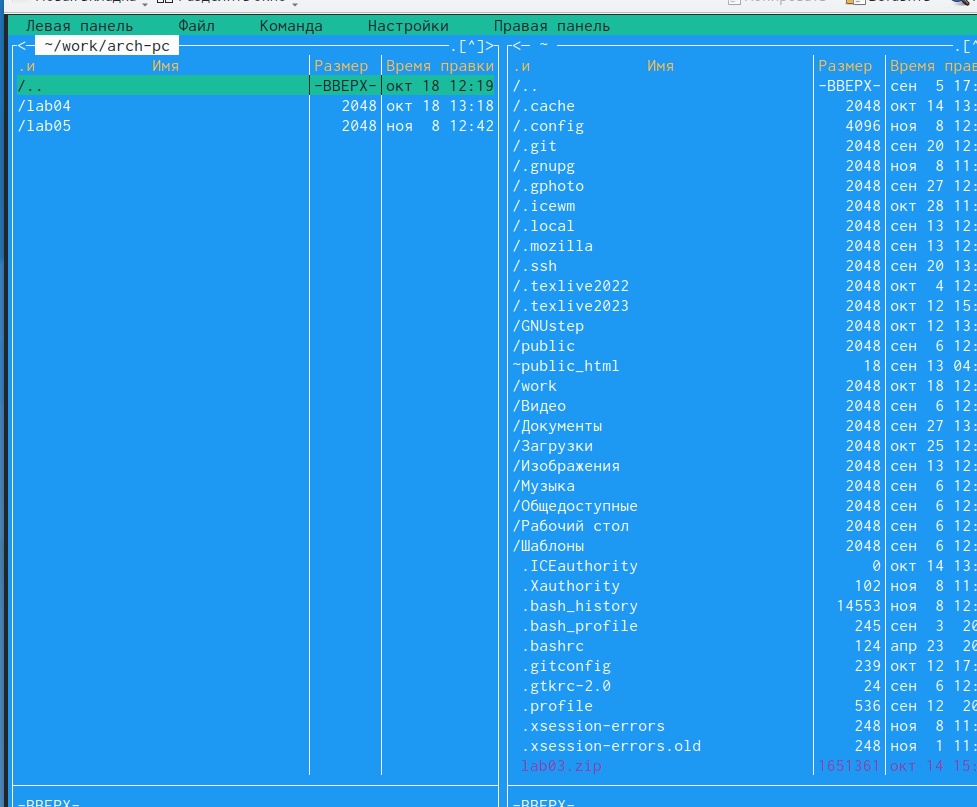 Левая панель Файл Команда Настройки Правая панель
<─ ~/work/arch-pc .[^]>
.и Имя Размер Время правки
/.. -ВВЕРХ- окт 18 12:19
/lab04 2048 окт 18 13:18
/lab05 2048 ноя 8 12:42
-ВВЕРХ-
<─ ~ .[^
.и Имя Размер Время прав
/.. -ВВЕРХ- сен 5 17:
/.cache 2048 окт 14 13:
/.config 4096 ноя 8 12:
/.git 2048 сен 20 12:
/.gnupg 2048 ноя 8 11:
/.gphoto 2048 сен 27 12:
/.icewm 2048 окт 28 11:
/.local 2048 сен 13 12:
/.mozilla 2048 сен 13 12:
/.ssh 2048 сен 20 13:
/.texlive2022 2048 окт 4 12:
/.texlive2023 2048 окт 12 15:
/GNUstep 2048 окт 12 13:
/public 2048 сен 6 12:
~public_html 18 сен 13 04:
/work 2048 окт 18 12:
/Видео 2048 сен 6 12:
/Документы 2048 сен 27 13:
/Загрузки 2048 окт 25 12:
/Изображения 2048 сен 13 12:
/Музыка 2048 сен 6 12:
/Общедоступные 2048 сен 6 12:
/Рабочий стол 2048 сен 6 12:
/Шаблоны 2048 сен 6 12:
.ICEauthority 0 окт 14 13:
.Xauthority 102 ноя 8 11:
.bash_history 14553 ноя 8 12:
.bash_profile 245 сен 3 20
.bashrc 124 апр 23 20
.gitconfig 239 окт 12 17:
.gtkrc-2.0 24 сен 6 12:
.profile 536 сен 12 20
.xsession-errors 248 ноя 8 11:
.xsession-errors.old 248 ноя 1 11:
lab03.zip 1651361 окт 14 15:
-ВВЕРХ-